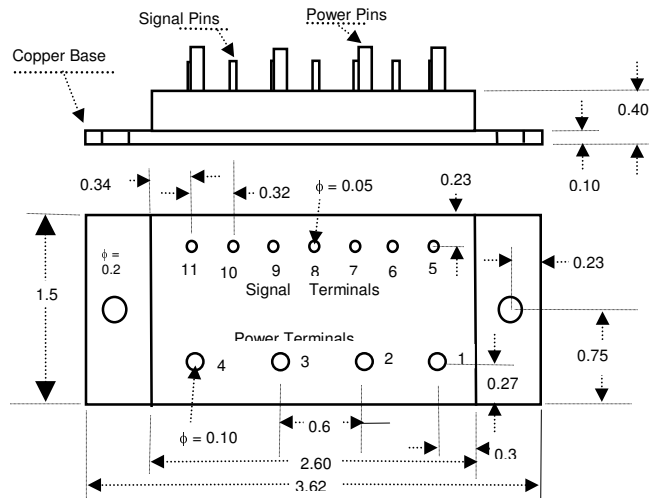 Signal Pins
Power Pins
Copper Base
0.40
0.10
0.34
0.32
ϕ = 0.05
0.23
ϕ =
0.2
11 10 9 8 7 6 5
Signal Terminals
0.23
1.5
Power Terminals
4 3 2 1
0.75
0.27
ϕ = 0.10
0.6
0.3
2.60
3.62